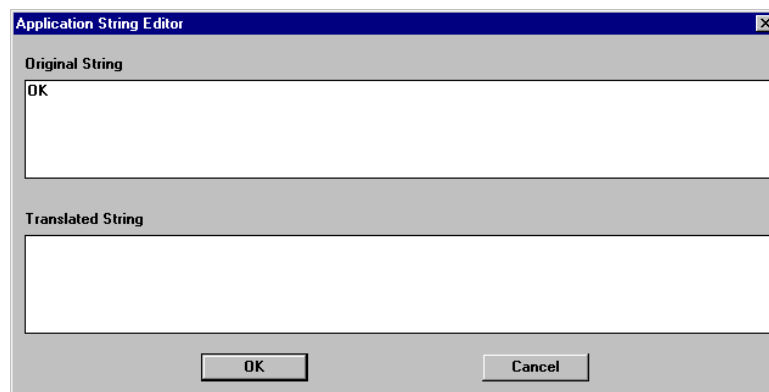 Application String Editor
Original String
OK
Translated String
OK Cancel